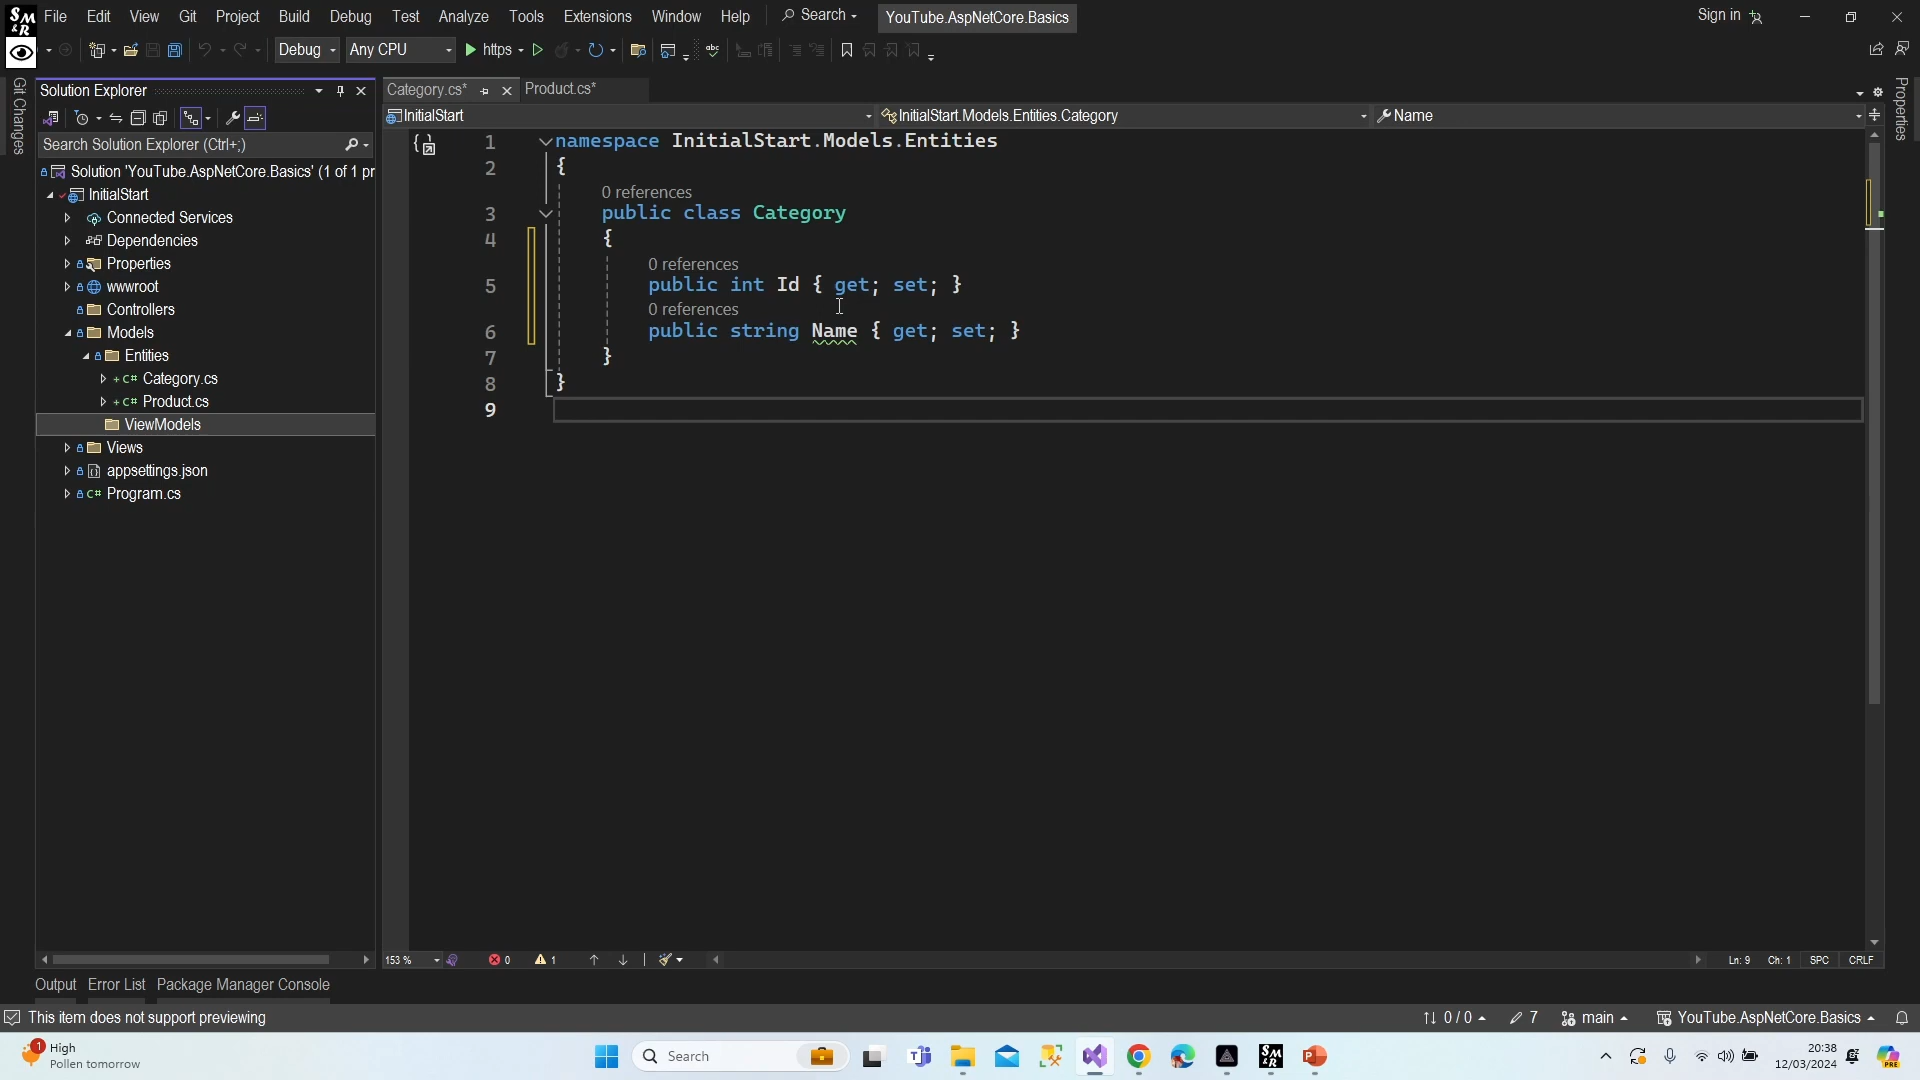 File Edit View Git Project Build Debug Test Analyze Tools Extensions Window Help Search YouTube.AspNetCore.Basics Sign in
Debug Any CPU https
Git Changes
Solution Explorer
Search Solution Explorer (Ctrl+;)
Solution 'YouTube.AspNetCore.Basics' (1 of 1 pr
InitialStart
Connected Services
Dependencies
Properties
wwwroot
Controllers
Models
Entities
C# Category.cs
C# Product.cs
ViewModels
Views
appsettings.json
C# Program.cs
Category.cs* Product.cs*
InitialStart InitialStart.Models.Entities.Category Name
Properties
1 namespace InitialStart.Models.Entities
2 {
0 references
3 public class Category
4 {
0 references
5 public int Id { get; set; }
0 references
6 public string Name { get; set; }
7 }
8 }
9
153 % 0 1 Ln: 9 Ch: 1 SPC CRLF
Output Error List Package Manager Console
This item does not support previewing 0 / 0 7 main YouTube.AspNetCore.Basics
1 High
Pollen tomorrow
Search
20:38
12/03/2024
PRE